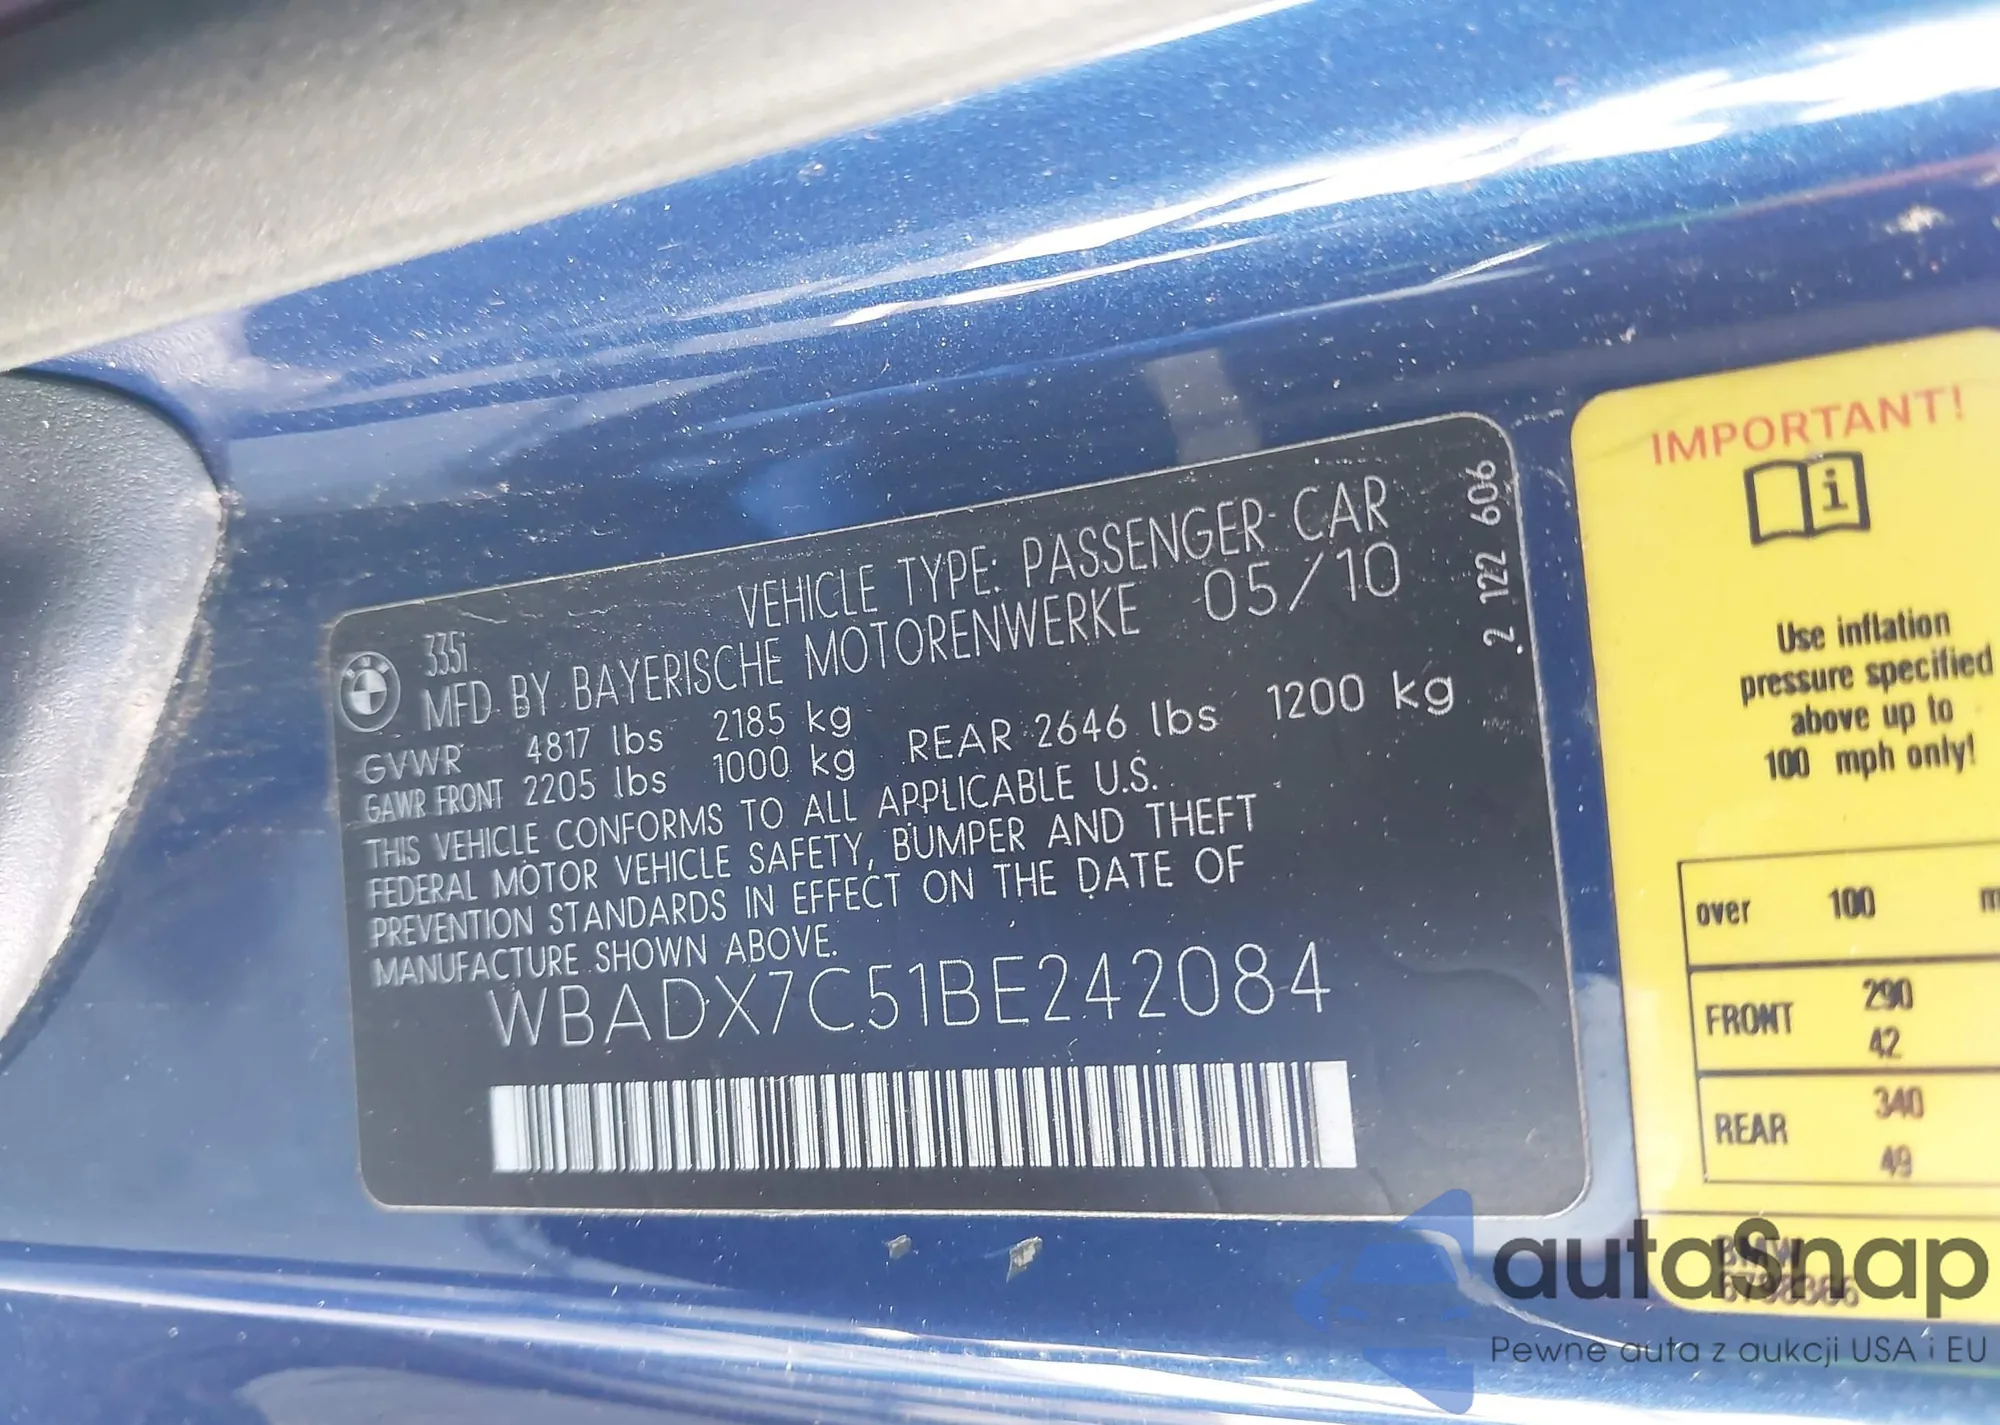 335i
VEHICLE TYPE: PASSENGER CAR
MFD BY BAYERISCHE MOTORENWERKE 05/10
GVWR 4817 lbs 2185 kg
GAWR FRONT 2205 lbs 1000 kg REAR 2646 lbs 1200 kg
THIS VEHICLE CONFORMS TO ALL APPLICABLE U.S.
FEDERAL MOTOR VEHICLE SAFETY, BUMPER AND THEFT
PREVENTION STANDARDS IN EFFECT ON THE DATE OF
MANUFACTURE SHOWN ABOVE.
WBADX7C51BE242084
2 122 606
IMPORTANT!
i
Use inflation
pressure specified
above up to
100 mph only!
over 100 m
FRONT 290
42
REAR 340
49
BMW
autasnap
Pewne auta z aukcji USA i EU